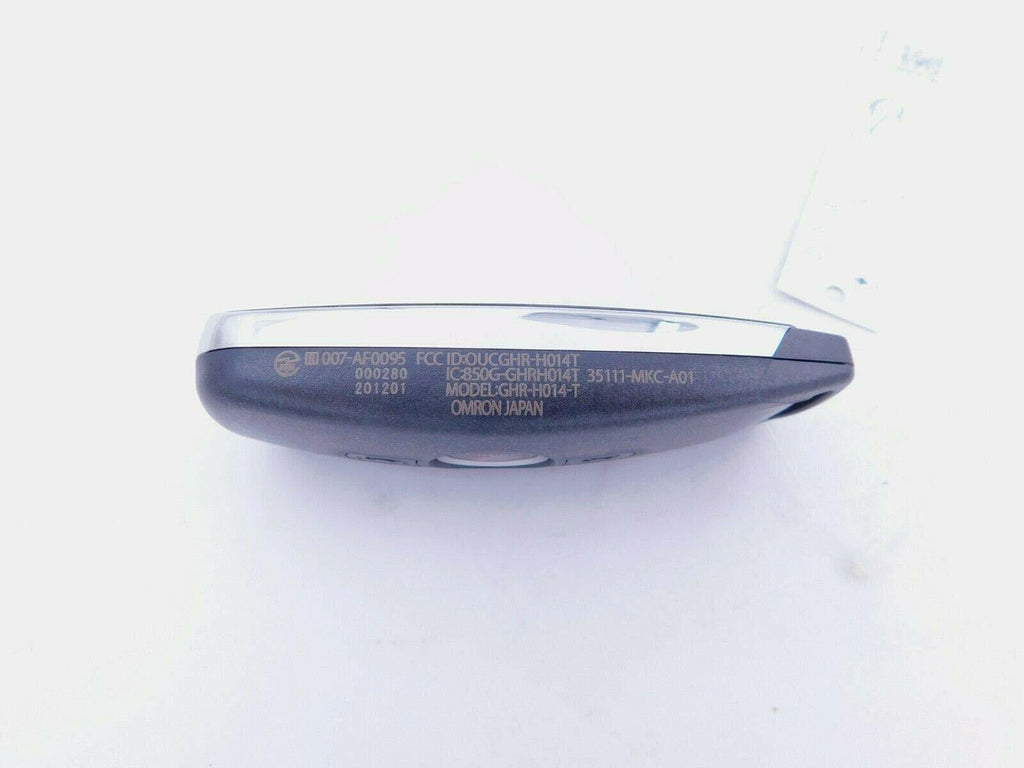 007-AF0095 FCC ID:OUCGHR-H014T
000280 IC:850G-GHRH014T 35111-MKC-A01
201201 MODEL:GHR-H014-T
OMRON JAPAN